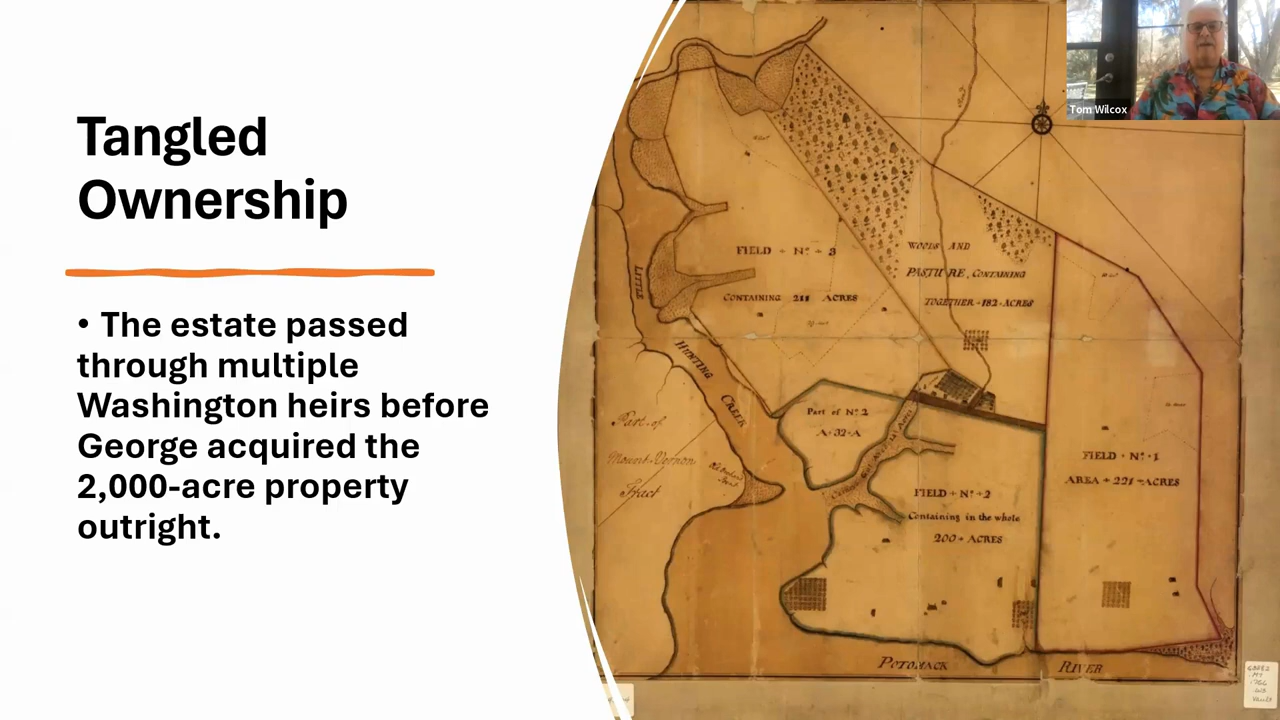 Tangled
Ownership
• The estate passed
through multiple
Washington heirs before
George acquired the
2,000-acre property
outright.
Tom Wilcox
FIELD ÷ Nº ÷ 3
CONTAINING 211 ACRES
WOODS AND
PASTURE, CONTAINING
TOGETHER ÷ 182 ÷ ACRES
LITTLE
HUNTING
CREEK
Part of
Mount Vernon
Tract
Part of Nº 2
A ÷ 32 ÷ A
FIELD ÷ Nº ÷ 2
Containing in the whole
200 ÷ ACRES
FIELD ÷ Nº ÷ 1
AREA ÷ 221 ÷ ACRES
POTOMACK
RIVER
Vault